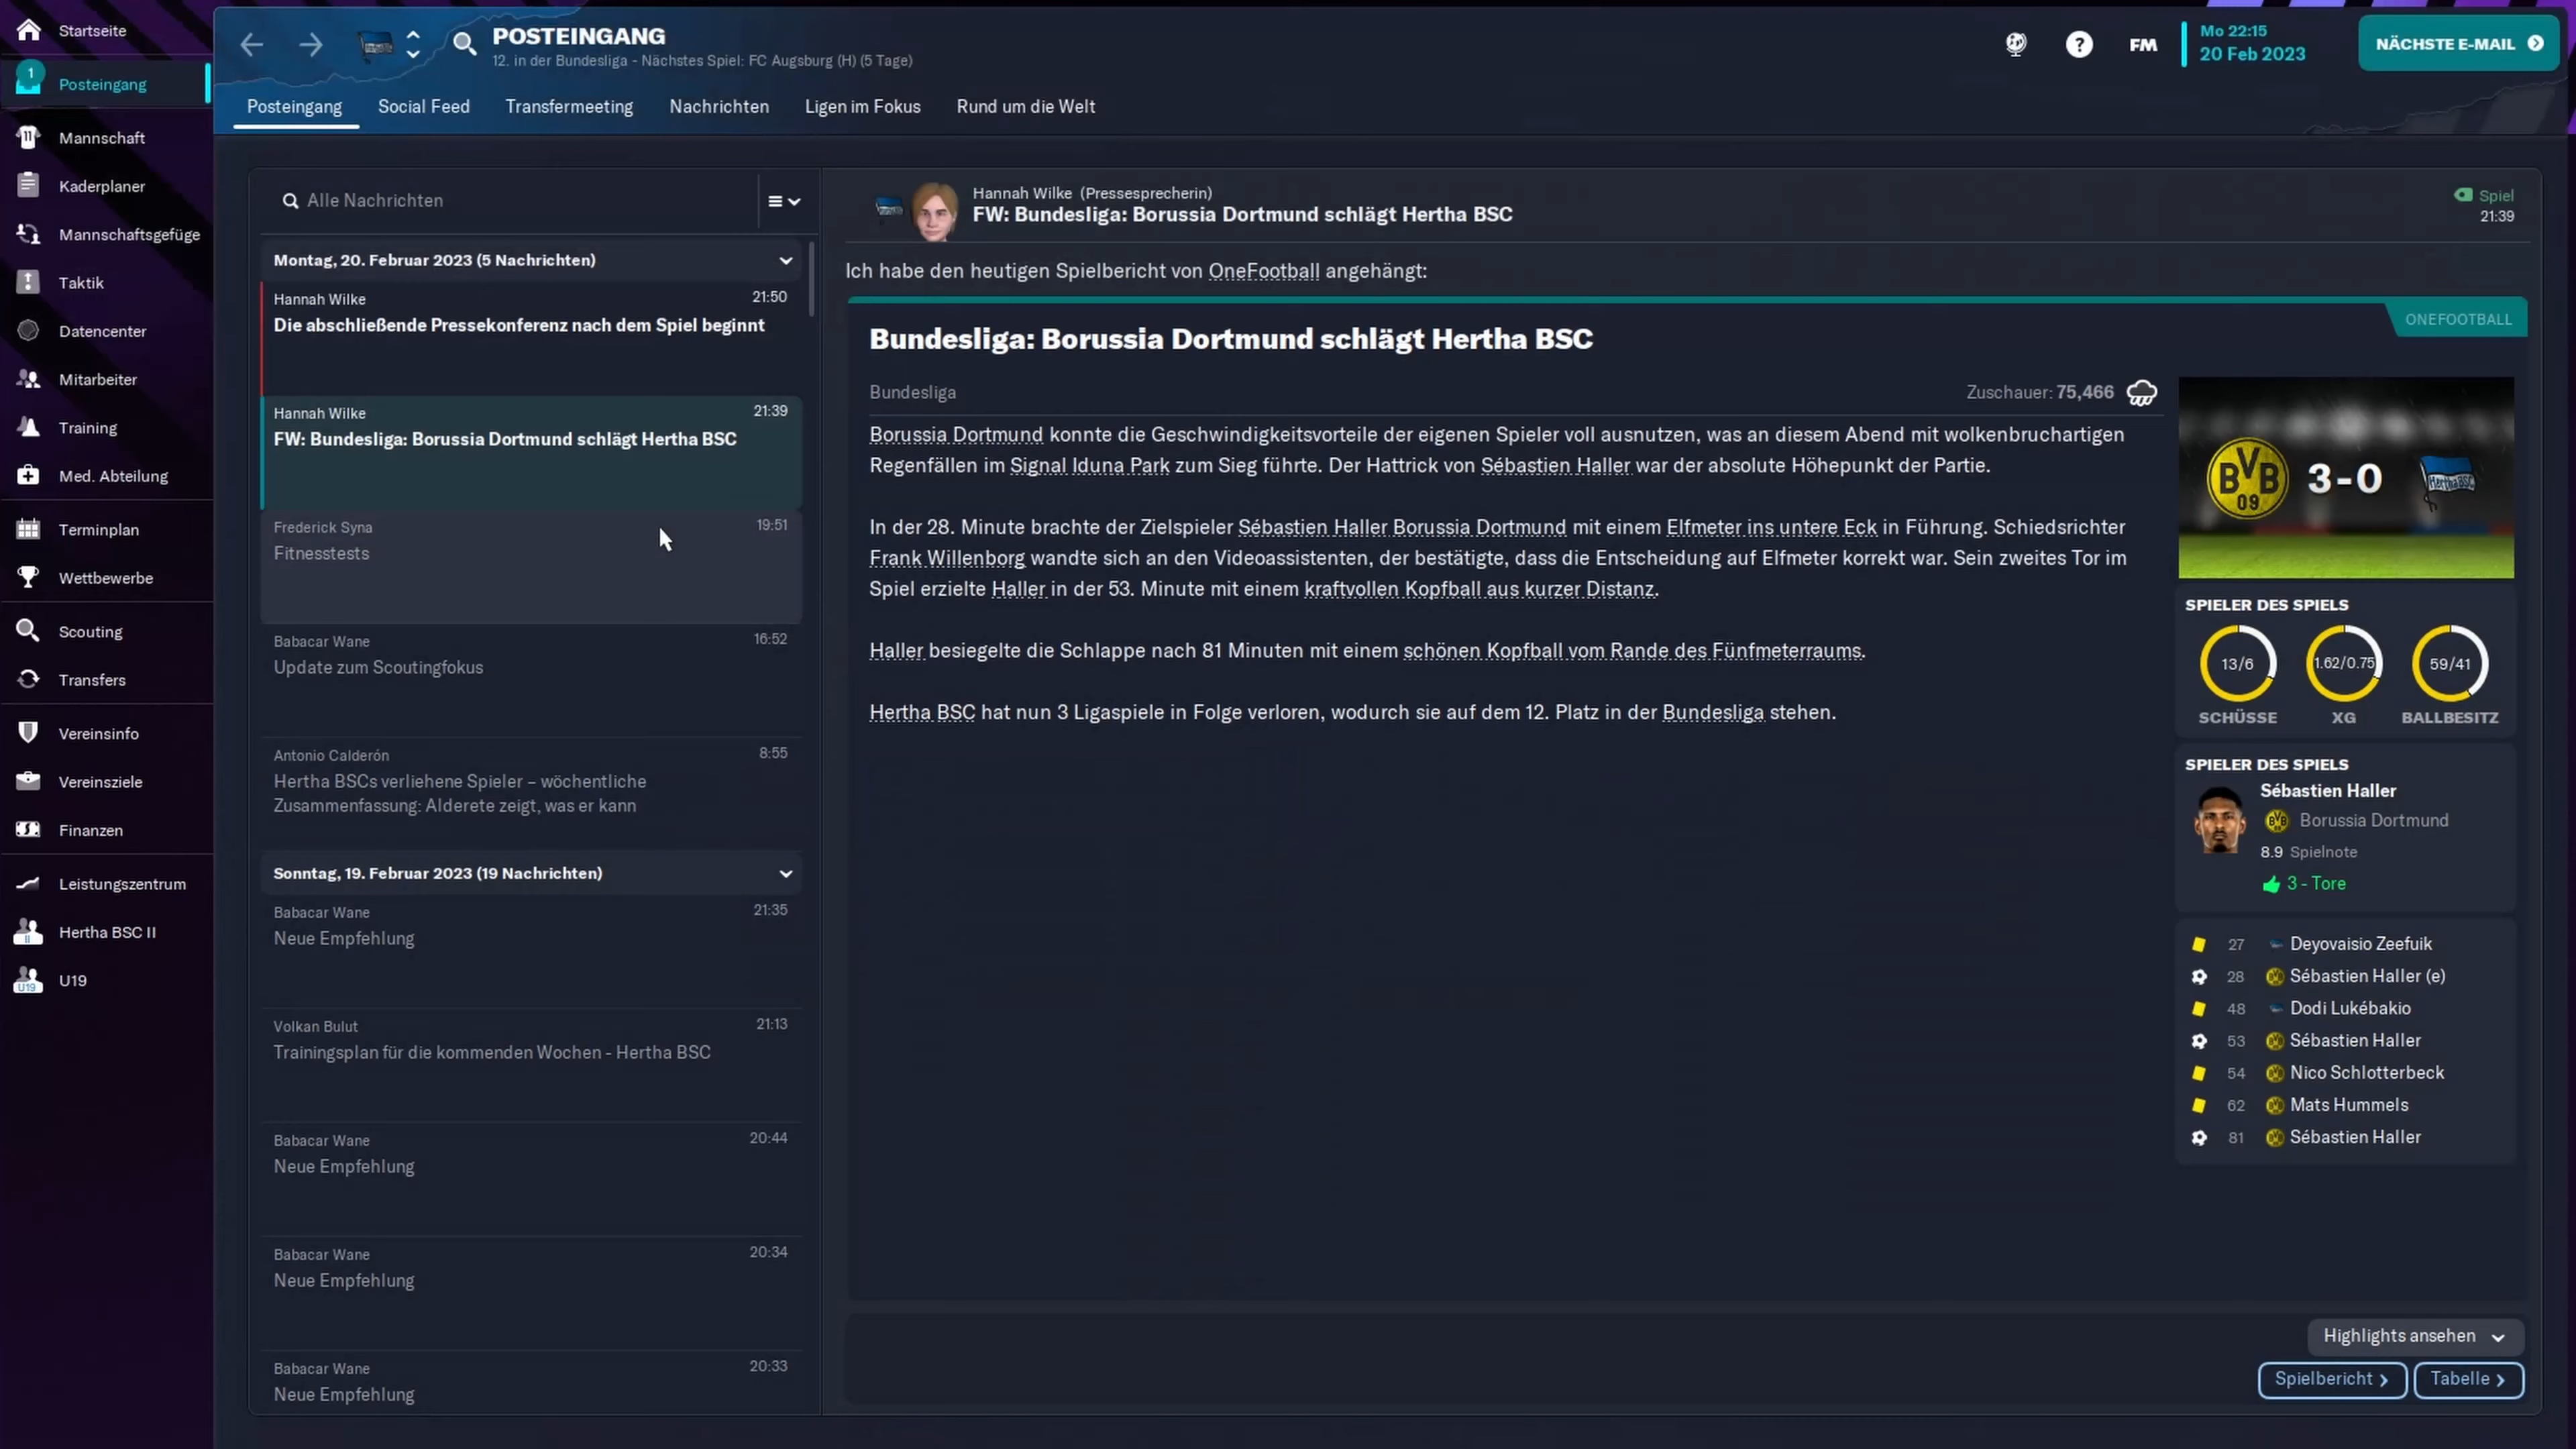 Startseite
1
Posteingang
Mannschaft
Kaderplaner
Mannschaftsgefüge
Taktik
Datencenter
Mitarbeiter
Training
Med. Abteilung
Terminplan
Wettbewerbe
Scouting
Transfers
Vereinsinfo
Vereinsziele
Finanzen
Leistungszentrum
Hertha BSC II
U19
POSTEINGANG
12. in der Bundesliga - Nächstes Spiel: FC Augsburg (H) (5 Tage)
FM
Mo 22:15
20 Feb 2023
NÄCHSTE E-MAIL
Posteingang Social Feed Transfermeeting Nachrichten Ligen im Fokus Rund um die Welt
Alle Nachrichten
Montag, 20. Februar 2023 (5 Nachrichten)
Hannah Wilke 21:50
Die abschließende Pressekonferenz nach dem Spiel beginnt
Hannah Wilke 21:39
FW: Bundesliga: Borussia Dortmund schlägt Hertha BSC
Frederick Syna 19:51
Fitnesstests
Babacar Wane 16:52
Update zum Scoutingfokus
Antonio Calderón 8:55
Hertha BSCs verliehene Spieler – wöchentliche
Zusammenfassung: Alderete zeigt, was er kann
Sonntag, 19. Februar 2023 (19 Nachrichten)
Babacar Wane 21:35
Neue Empfehlung
Volkan Bulut 21:13
Trainingsplan für die kommenden Wochen - Hertha BSC
Babacar Wane 20:44
Neue Empfehlung
Babacar Wane 20:34
Neue Empfehlung
Babacar Wane 20:33
Neue Empfehlung
Hannah Wilke (Pressesprecherin)
FW: Bundesliga: Borussia Dortmund schlägt Hertha BSC
Spiel
21:39
Ich habe den heutigen Spielbericht von OneFootball angehängt:
ONEFOOTBALL
Bundesliga: Borussia Dortmund schlägt Hertha BSC
Bundesliga Zuschauer: 75,466
Borussia Dortmund konnte die Geschwindigkeitsvorteile der eigenen Spieler voll ausnutzen, was an diesem Abend mit wolkenbruchartigen
Regenfällen im Signal Iduna Park zum Sieg führte. Der Hattrick von Sébastien Haller war der absolute Höhepunkt der Partie.
In der 28. Minute brachte der Zielspieler Sébastien Haller Borussia Dortmund mit einem Elfmeter ins untere Eck in Führung. Schiedsrichter
Frank Willenborg wandte sich an den Videoassistenten, der bestätigte, dass die Entscheidung auf Elfmeter korrekt war. Sein zweites Tor im
Spiel erzielte Haller in der 53. Minute mit einem kraftvollen Kopfball aus kurzer Distanz.
Haller besiegelte die Schlappe nach 81 Minuten mit einem schönen Kopfball vom Rande des Fünfmeterraums.
Hertha BSC hat nun 3 Ligaspiele in Folge verloren, wodurch sie auf dem 12. Platz in der Bundesliga stehen.
BVB 09 3-0 Hertha BSC
SPIELER DES SPIELS
13/6 1.62/0.75 59/41
SCHÜSSE XG BALLBESITZ
SPIELER DES SPIELS
Sébastien Haller
Borussia Dortmund
8.9 Spielnote
3 - Tore
27 Deyovaisio Zeefuik
28 Sébastien Haller (e)
48 Dodi Lukébakio
53 Sébastien Haller
54 Nico Schlotterbeck
62 Mats Hummels
81 Sébastien Haller
Highlights ansehen
Spielbericht Tabelle